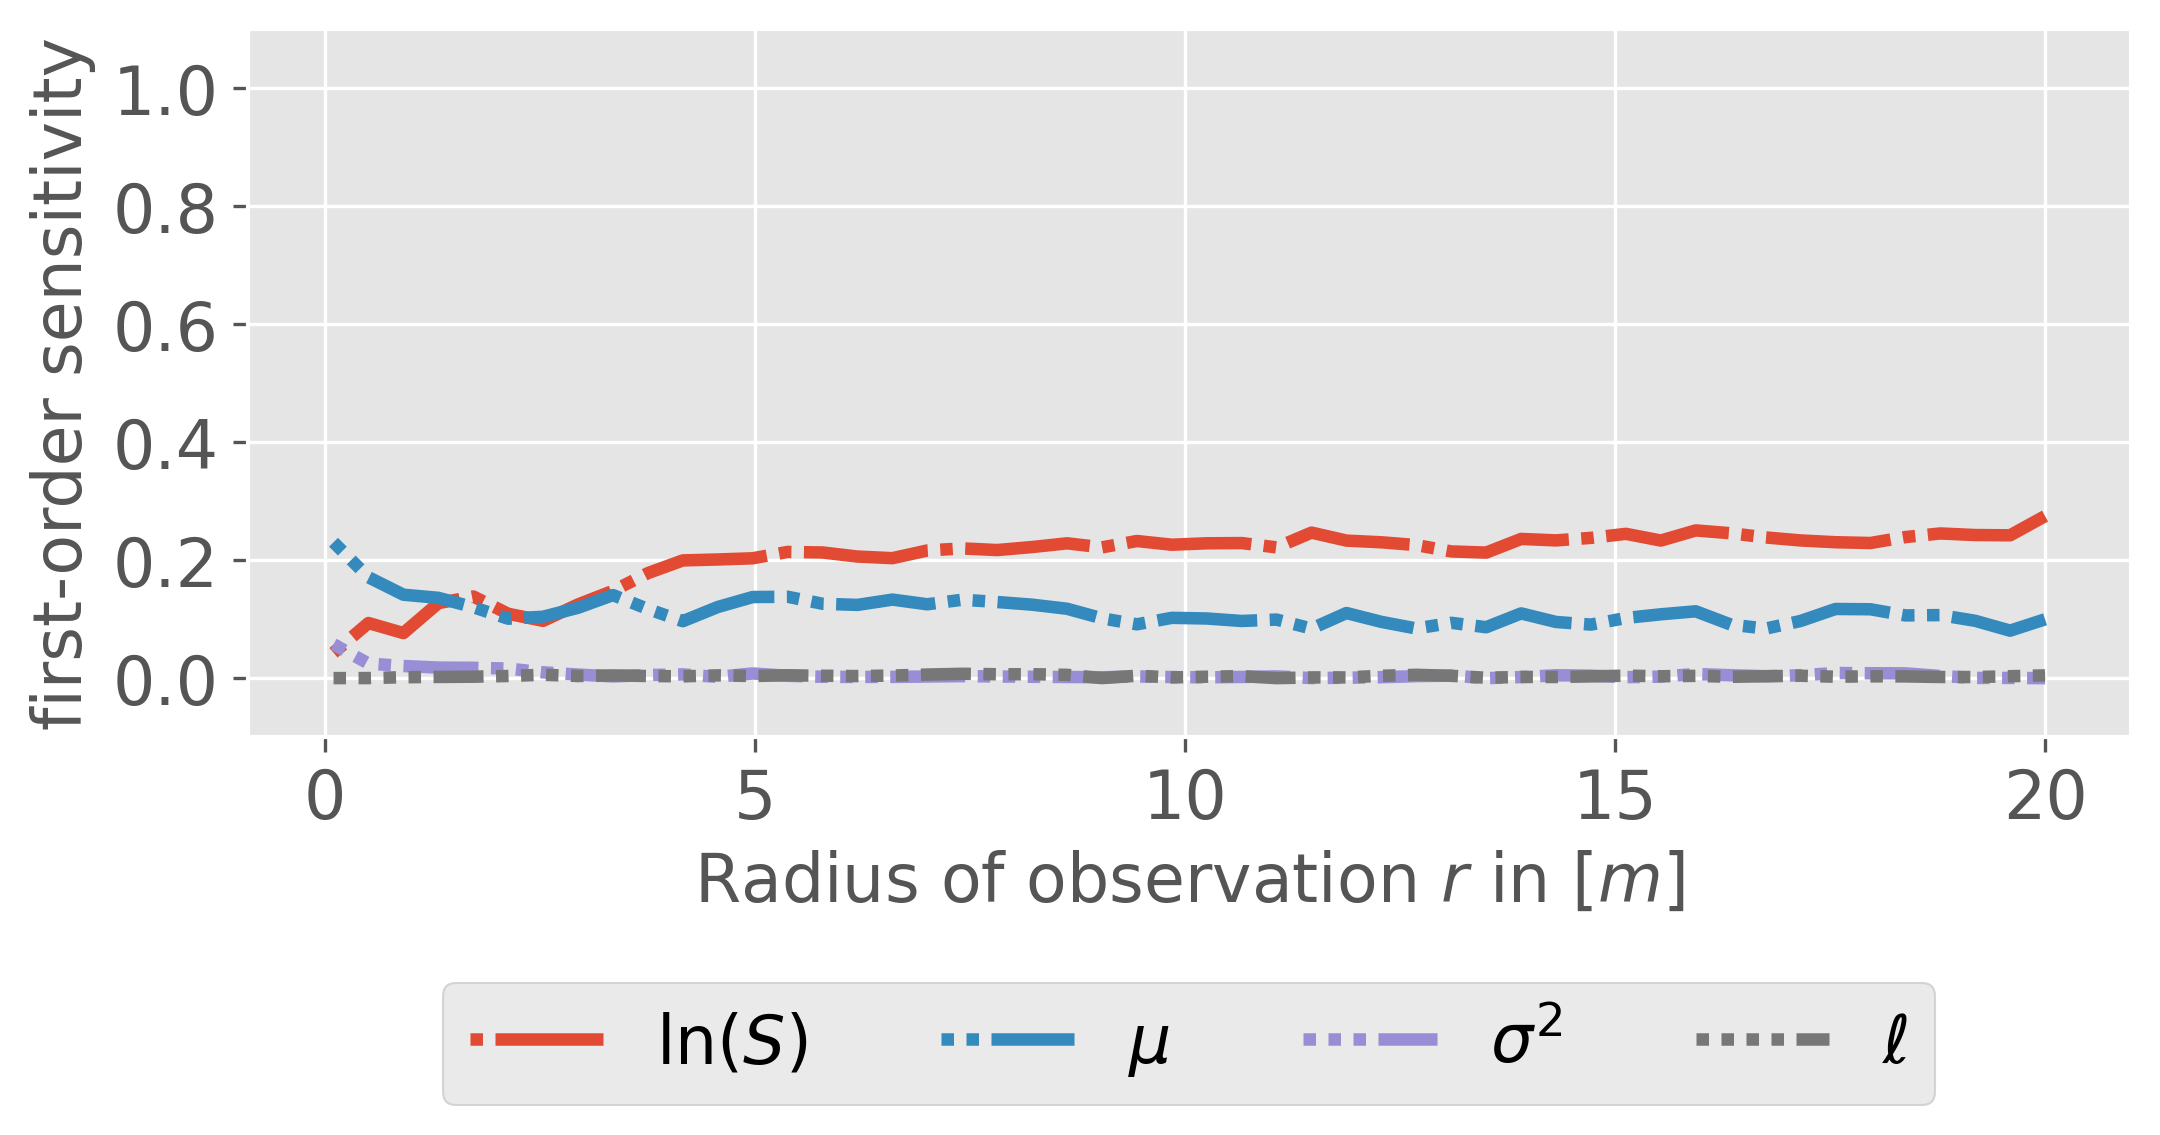 first-order sensitivity
1.0
0.8
0.6
0.4
0.2
0.0
0 5 10 15 20
Radius of observation r in [m]
ln(S) μ σ² ℓ